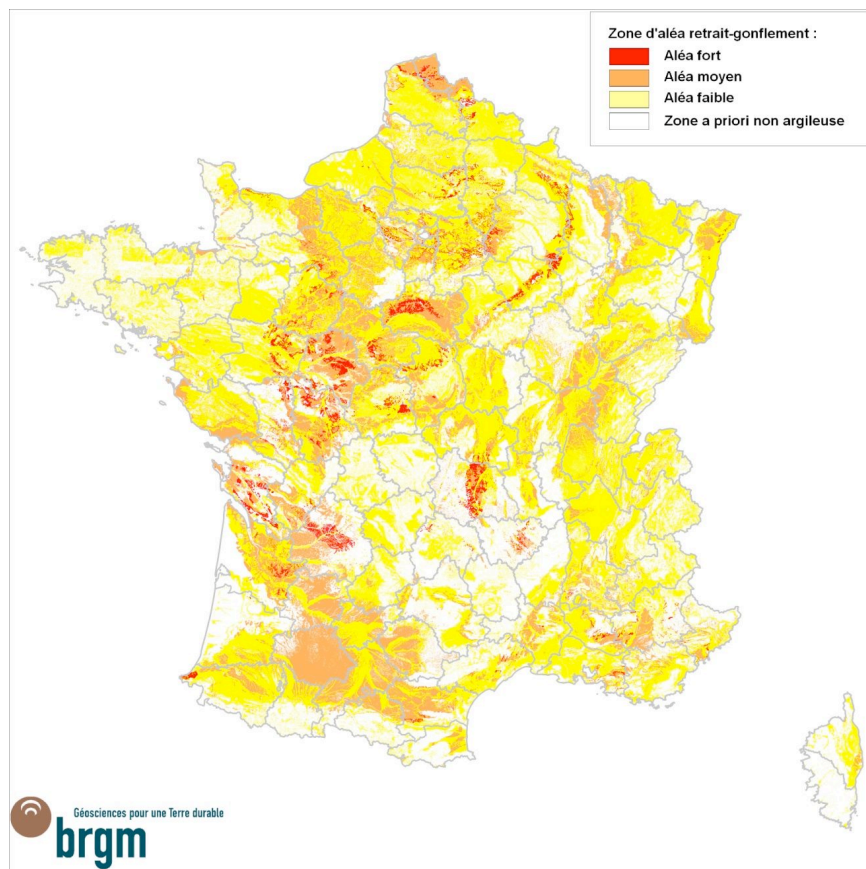 Zone d'aléa retrait-gonflement :
Aléa fort
Aléa moyen
Aléa faible
Zone a priori non argileuse
Géosciences pour une Terre durable
brgm